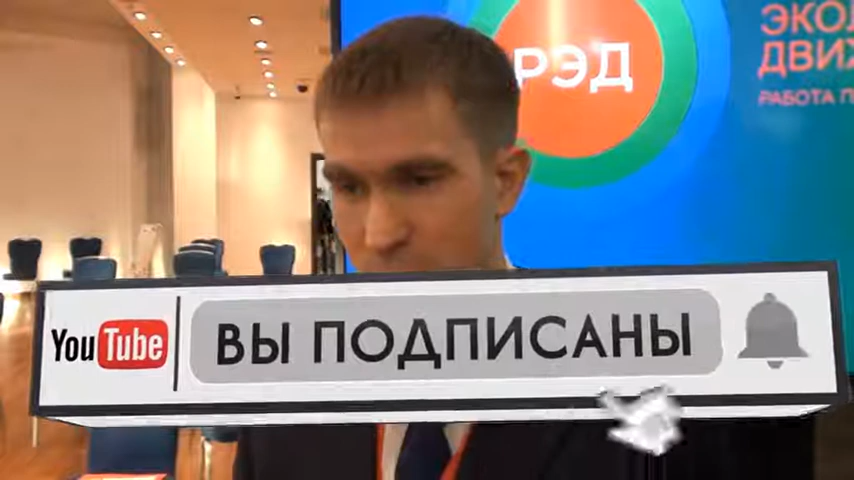 РЭД
ЭКОЛ
ДВИЖ
РАБОТА П
YouTube
ВЫ ПОДПИСАНЫ